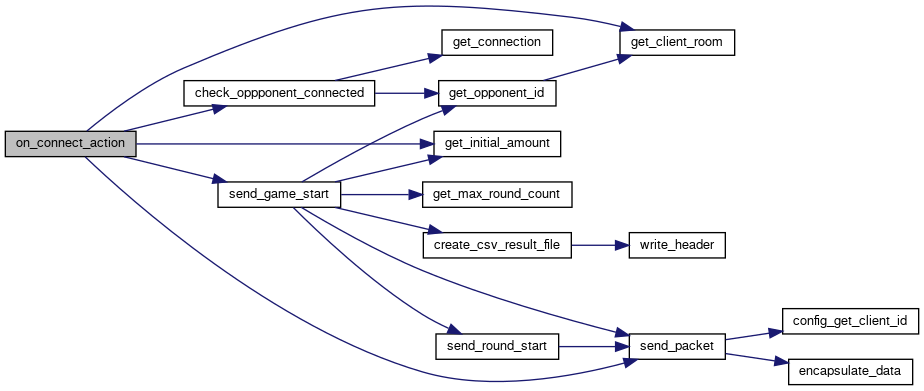 get_connection
get_client_room
check_oppponent_connected
get_opponent_id
on_connect_action
get_initial_amount
send_game_start
get_max_round_count
create_csv_result_file
write_header
config_get_client_id
send_round_start
send_packet
encapsulate_data